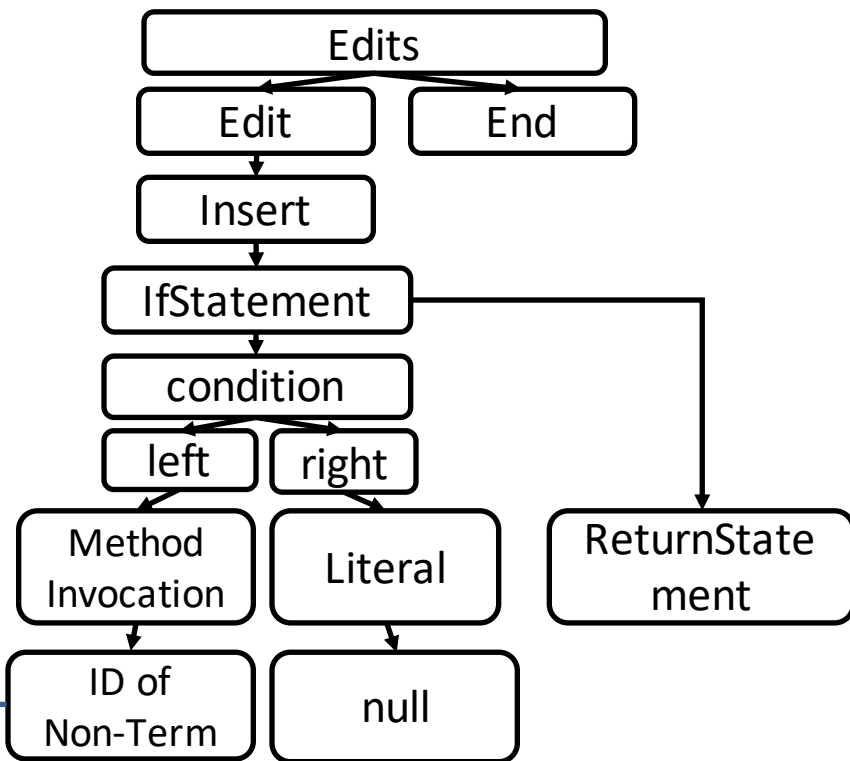 Edits
Edit
End
Insert
IfStatement
condition
left
right
Method
Invocation
Literal
ReturnState
ment
ID of
Non-Term
null